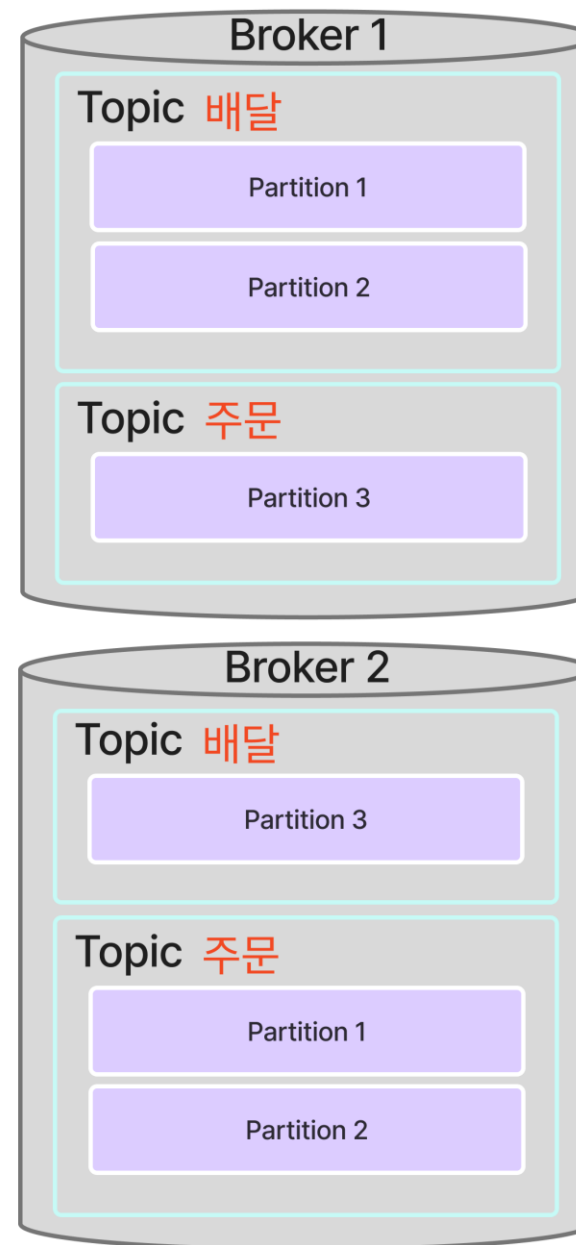 Broker 1
Topic 배달
Partition 1
Partition 2
Topic 주문
Partition 3
Broker 2
Topic 배달
Partition 3
Topic 주문
Partition 1
Partition 2